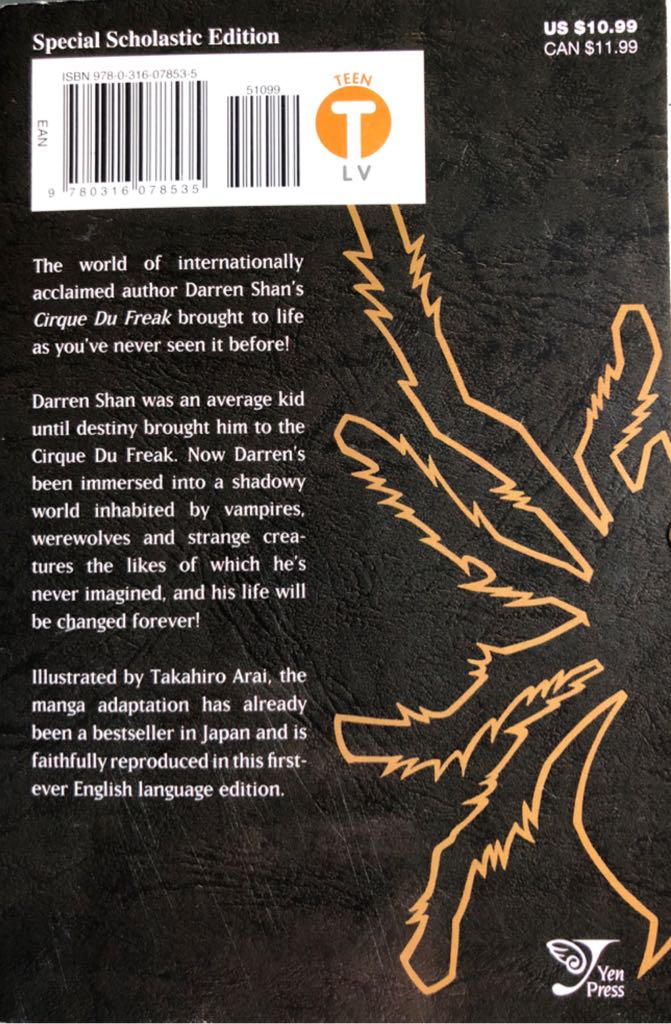 Special Scholastic Edition
US $10.99
CAN $11.99
ISBN 978-0-316-07853-5
51099
EAN
9 780316 078535
TEEN
T
LV
The world of internationally
acclaimed author Darren Shan's
Cirque Du Freak brought to life
as you've never seen it before!
Darren Shan was an average kid
until destiny brought him to the
Cirque Du Freak. Now Darren's
been immersed into a shadowy
world inhabited by vampires,
werewolves and strange crea-
tures the likes of which he's
never imagined, and his life will
be changed forever!
Illustrated by Takahiro Arai, the
manga adaptation has already
been a bestseller in Japan and is
faithfully reproduced in this first-
ever English language edition.
Yen
Press